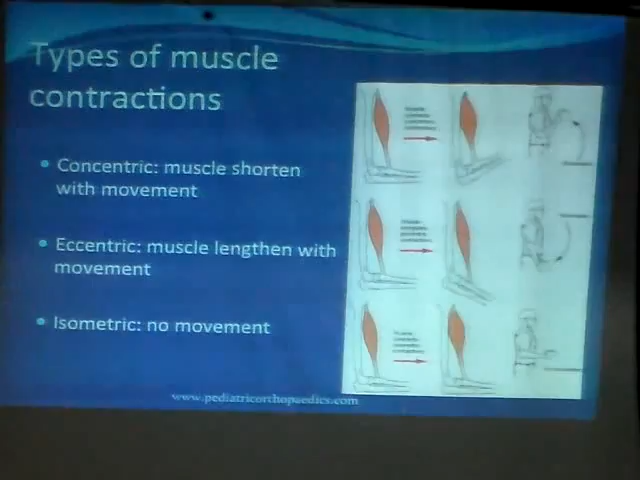 Types of muscle
contractions
• Concentric: muscle shorten
with movement
• Eccentric: muscle lengthen with
movement
• Isometric: no movement
www.pediatricorthopaedics.com